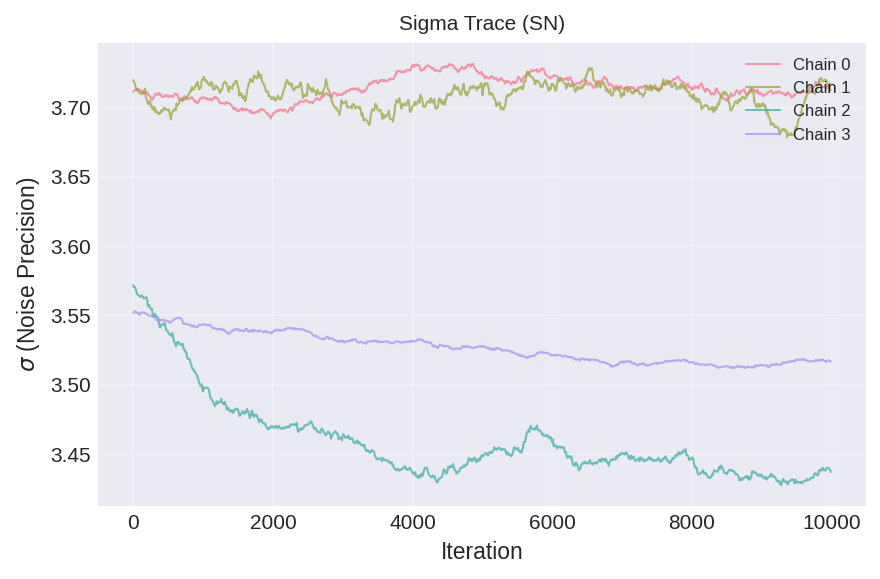 Sigma Trace (SN)
Chain 0
Chain 1
Chain 2
Chain 3
σ (Noise Precision)
3.70
3.65
3.60
3.55
3.50
3.45
0 2000 4000 6000 8000 10000
Iteration